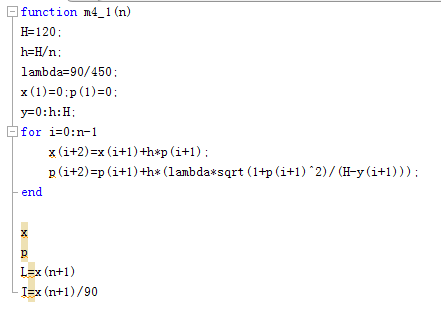 function m4_1(n)
H=120;
h=H/n;
lambda=90/450;
x(1)=0;p(1)=0;
y=0:h:H;
for i=0:n-1
x(i+2)=x(i+1)+h*p(i+1);
p(i+2)=p(i+1)+h*(lambda*sqrt(1+p(i+1)^2)/(H-y(i+1)));
end
x
p
L=x(n+1)
I=x(n+1)/90